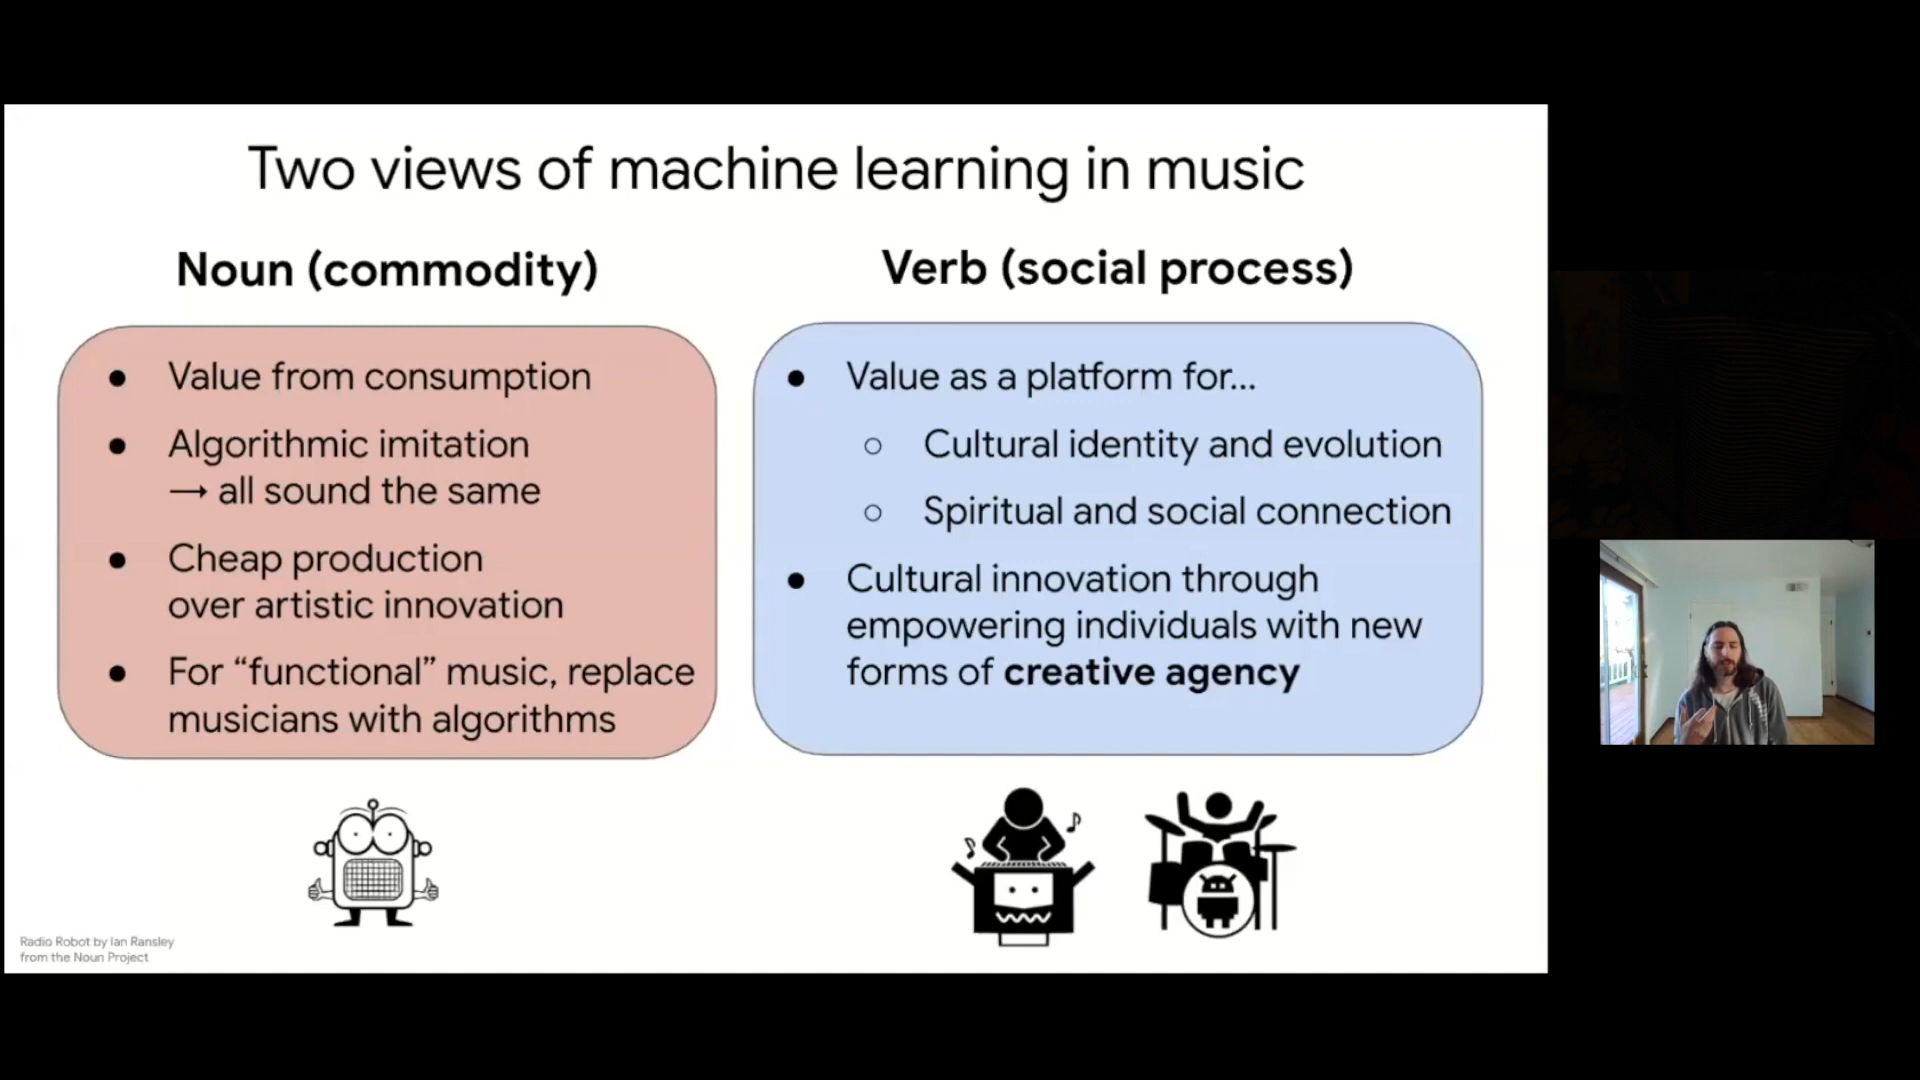 Two views of machine learning in music
Noun (commodity)
● Value from consumption
● Algorithmic imitation
→ all sound the same
● Cheap production
over artistic innovation
● For “functional” music, replace
musicians with algorithms
Verb (social process)
● Value as a platform for...
○ Cultural identity and evolution
○ Spiritual and social connection
● Cultural innovation through
empowering individuals with new
forms of creative agency
Radio Robot by Ian Ransley
from the Noun Project